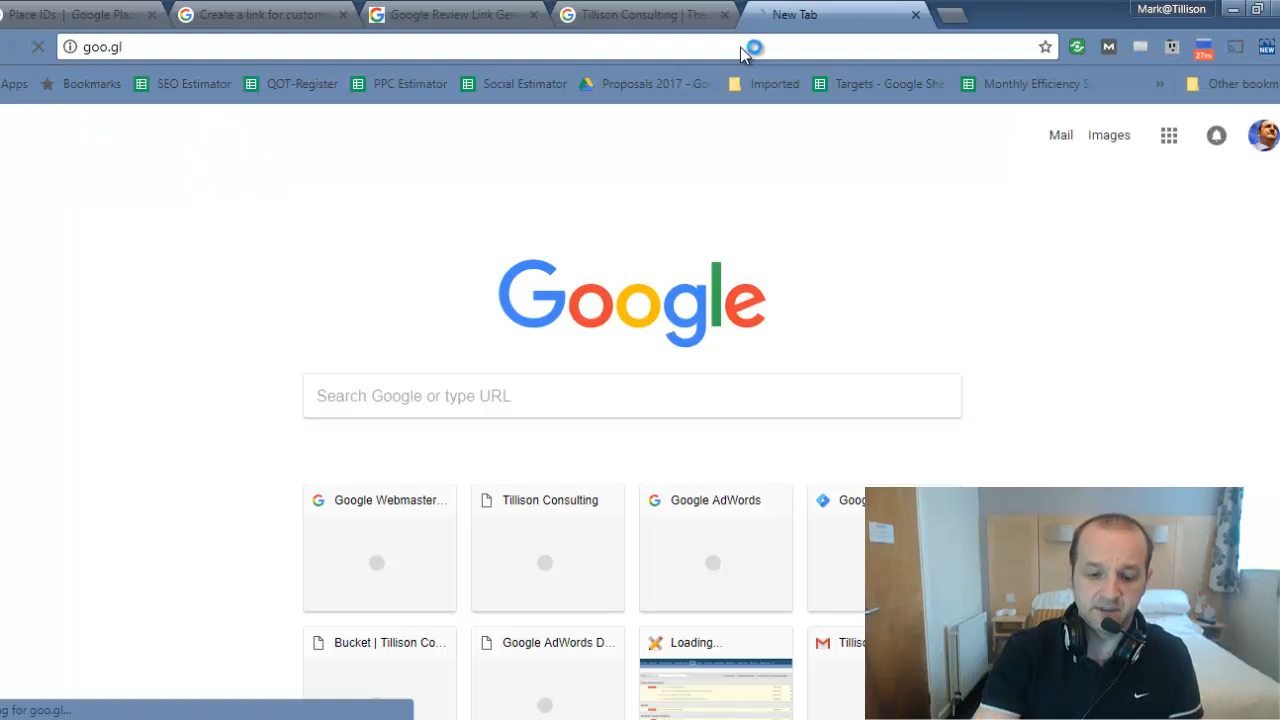 Place IDs | Google Pla
Create a link for custom
Google Review Link Gen
Tillison Consulting | The
New Tab
Mark@Tillison
goo.gl
27m
NEW
Apps
Bookmarks
SEO Estimator
QOT-Register
PPC Estimator
Social Estimator
Proposals 2017 - Go
Imported
Targets - Google She
Monthly Efficiency S
»
Other bookm
Mail
Images
Google
Search Google or type URL
Google Webmaster...
Tillison Consulting
Google AdWords
Goog
Bucket | Tillison Co...
Google AdWords D...
Loading...
Tillis
ng for goo.gl...